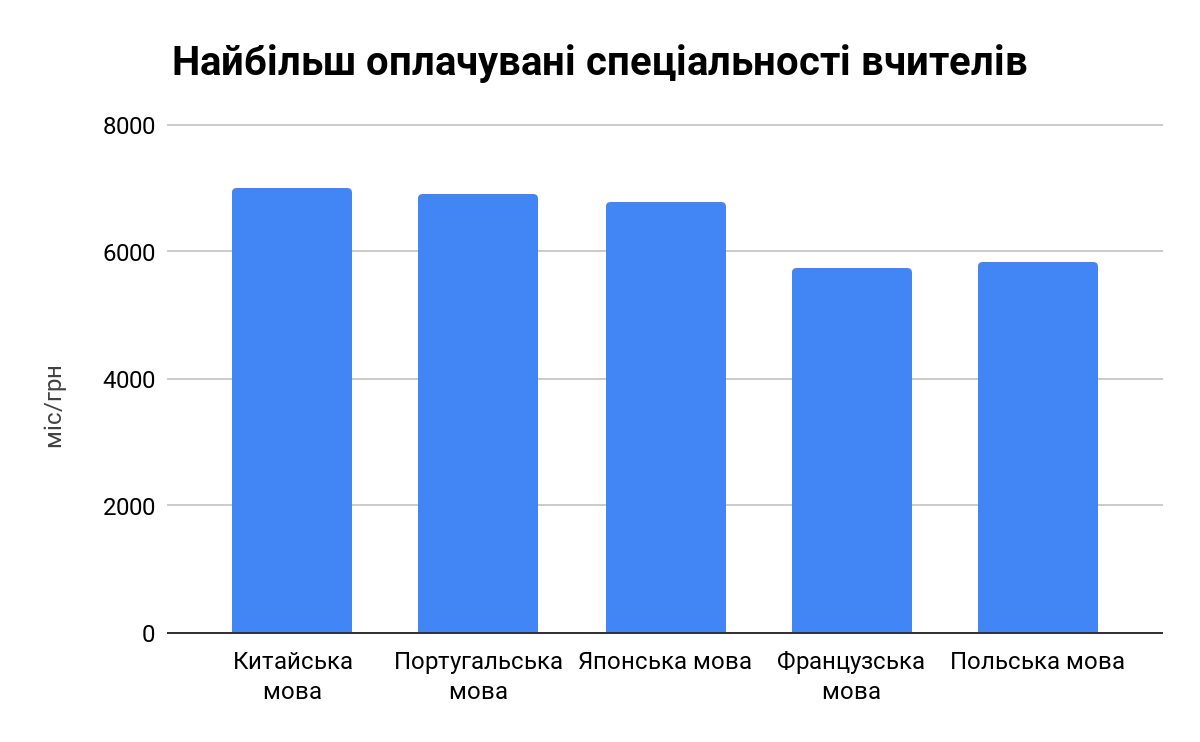 Найбільш оплачувані спеціальності вчителів
8000
6000
4000
2000
0
міс/грн
Китайська мова
Португальська мова
Японська мова
Французська мова
Польська мова